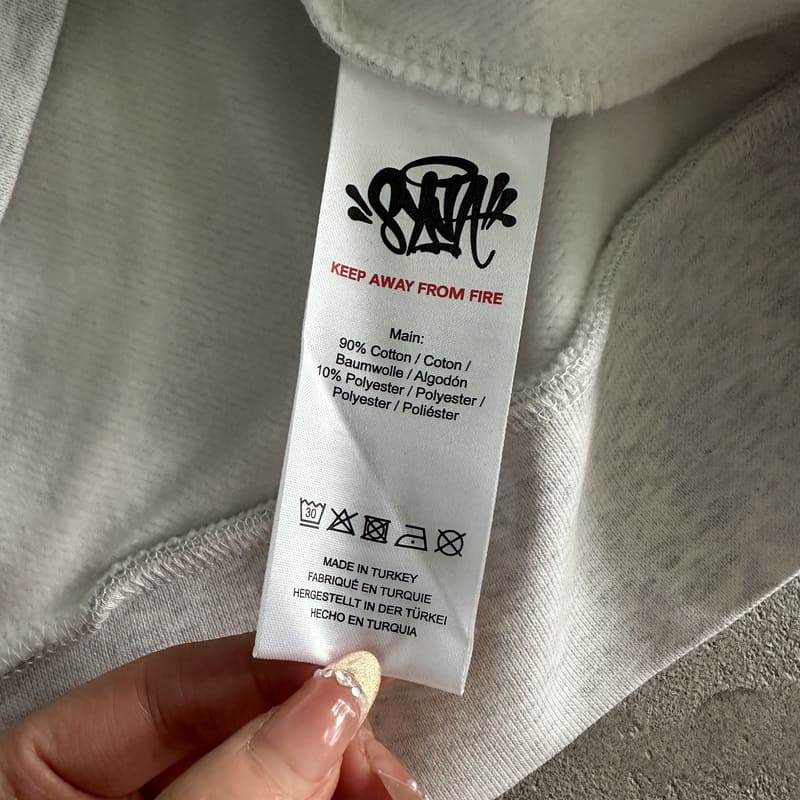 SYNA
KEEP AWAY FROM FIRE
Main:
90% Cotton / Coton /
Baumwolle / Algodón
10% Polyester / Polyester /
Polyester / Poliéster
30
MADE IN TURKEY
FABRIQUÉ EN TURQUIE
HERGESTELLT IN DER TÜRKEI
HECHO EN TURQUIA